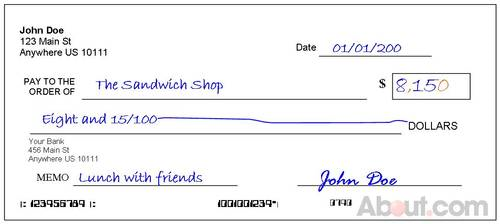 John Doe
123 Main St
Anywhere US 10111
Date 01/01/200
PAY TO THE
ORDER OF The Sandwich Shop $ 8,150
Eight and 15/100 DOLLARS
Your Bank
456 Main St
Anywhere US 10111
MEMO Lunch with friends John Doe
About.com